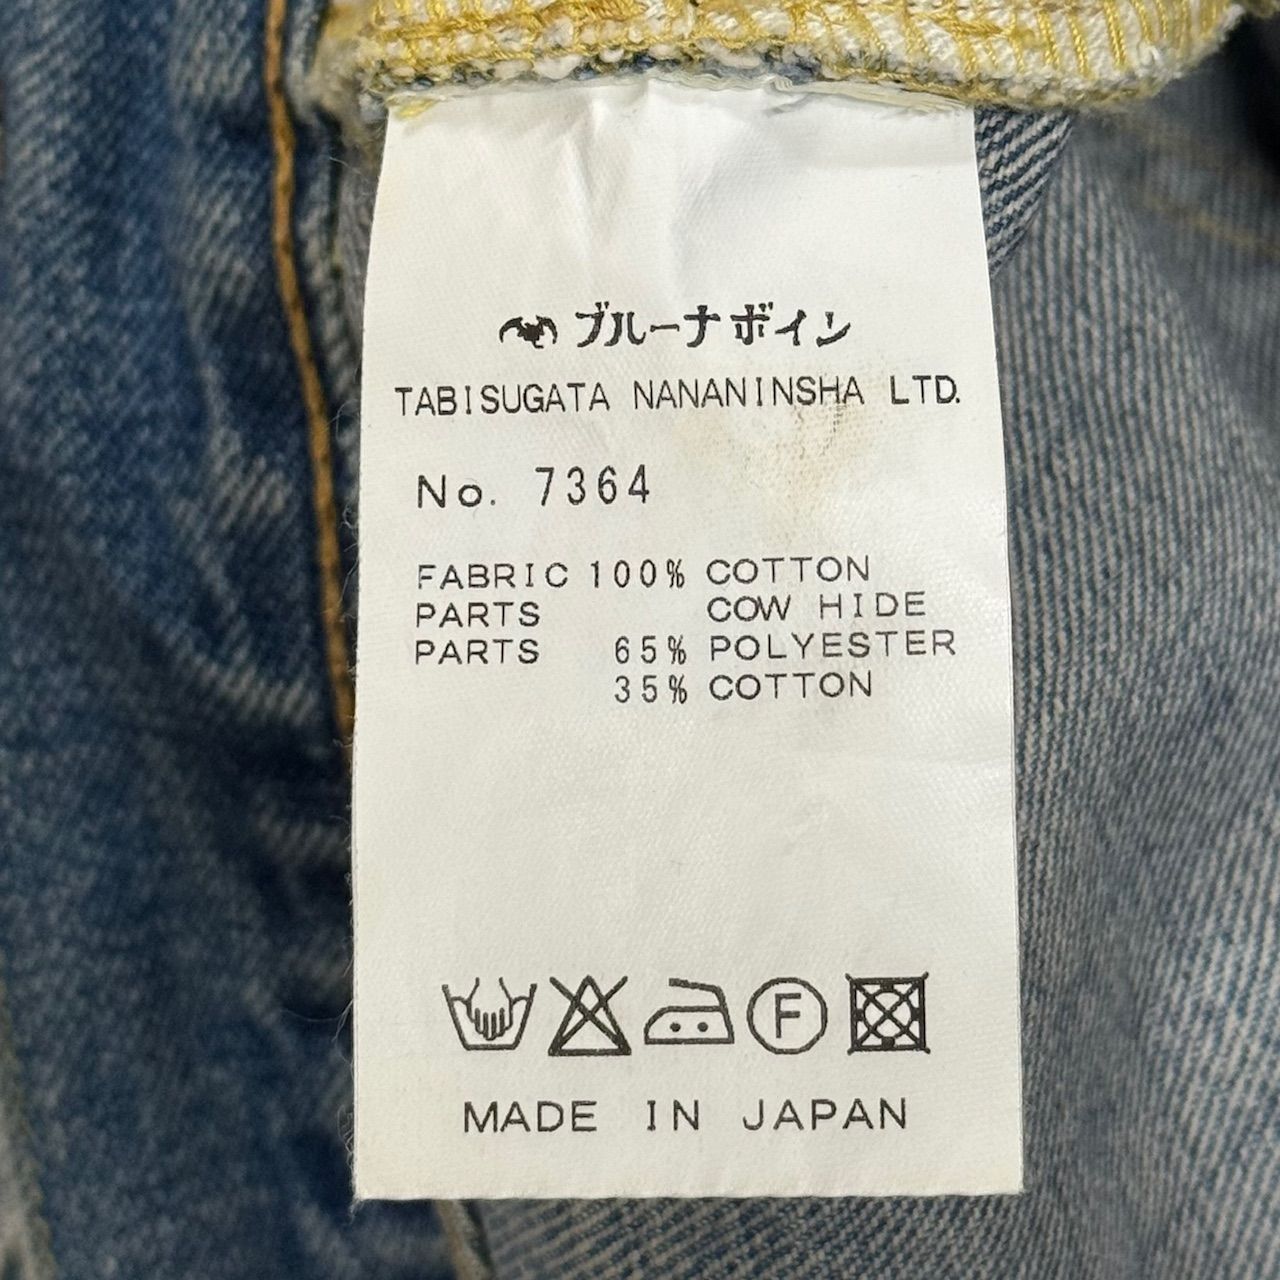 ブルーナボイン
TABISUGATA NANANINSHA LTD.
No. 7364
FABRIC 100% COTTON
PARTS COW HIDE
PARTS 65% POLYESTER
35% COTTON
F
MADE IN JAPAN